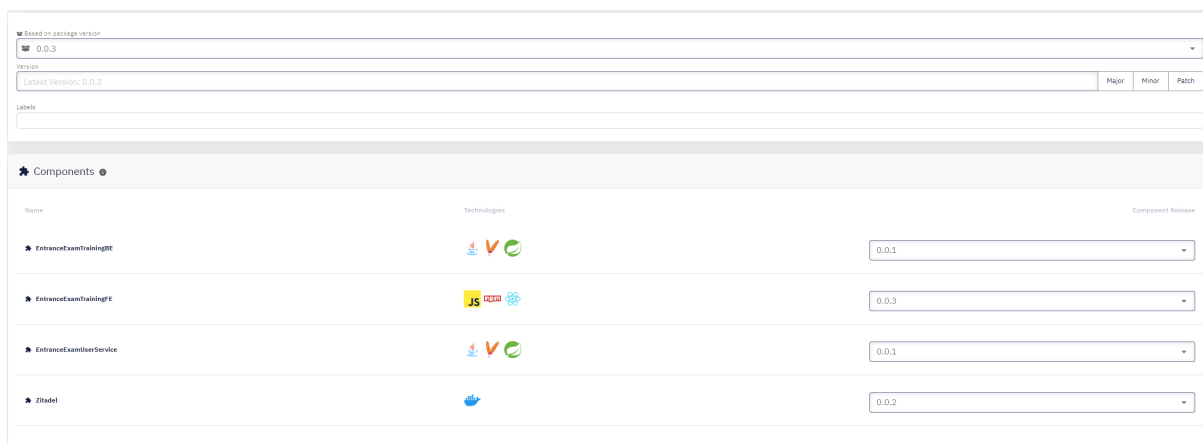 Based on package version
0.0.3
Version
Latest Version: 0.0.3
Major Minor Patch
Labels
Components
Name Technologies Component Release
EntranceExamTrainingBE 0.0.1
EntranceExamTrainingFE JS npm 0.0.3
EntranceExamUserService 0.0.1
Zitadel 0.0.2